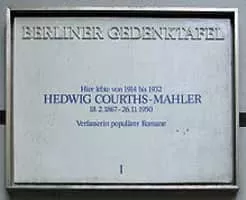 BERLINER GEDENKTAFEL
Hier lebte von 1914 bis 1932
HEDWIG COURTHS-MAHLER
18.2.1867-26.11.1950
Verfasserin populärer Romane